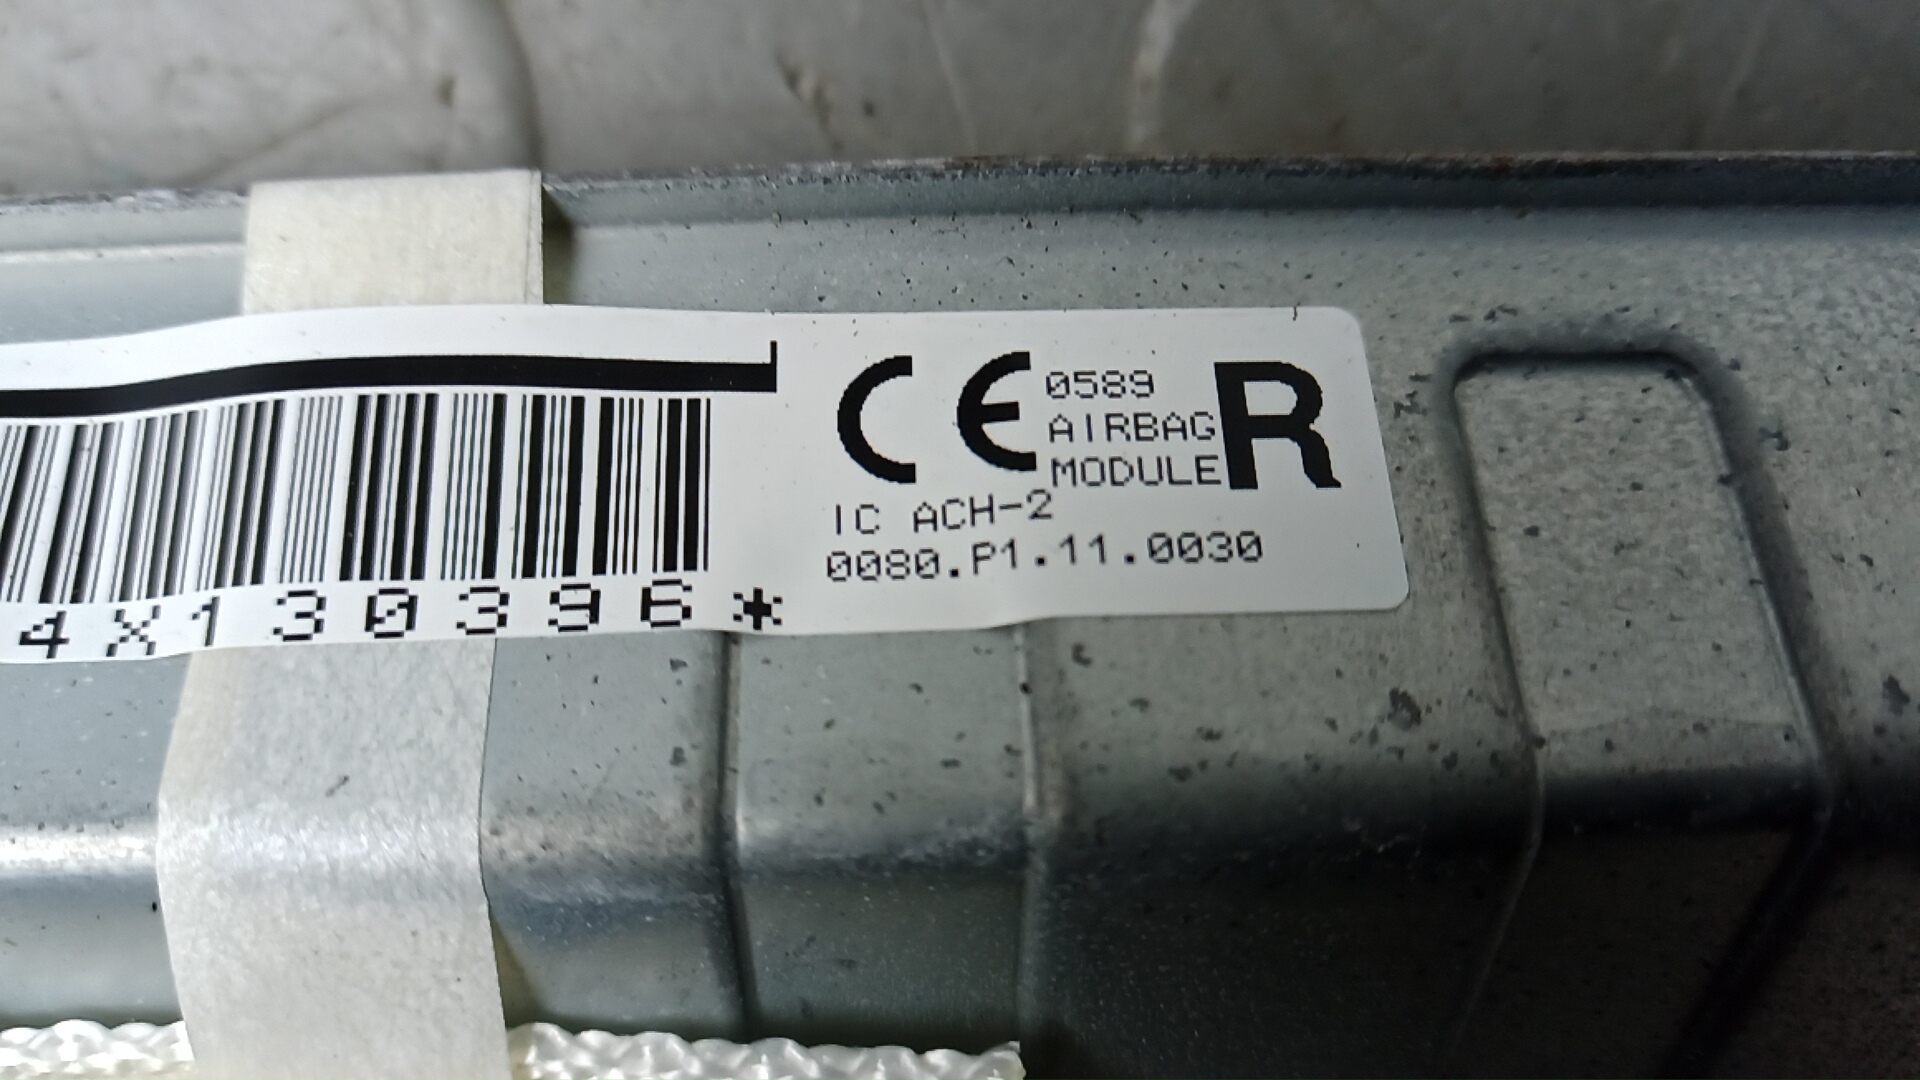 CE 0589 R
AIRBAG
MODULE
IC ACH-2
0080.P1.11.0030
4X130396*